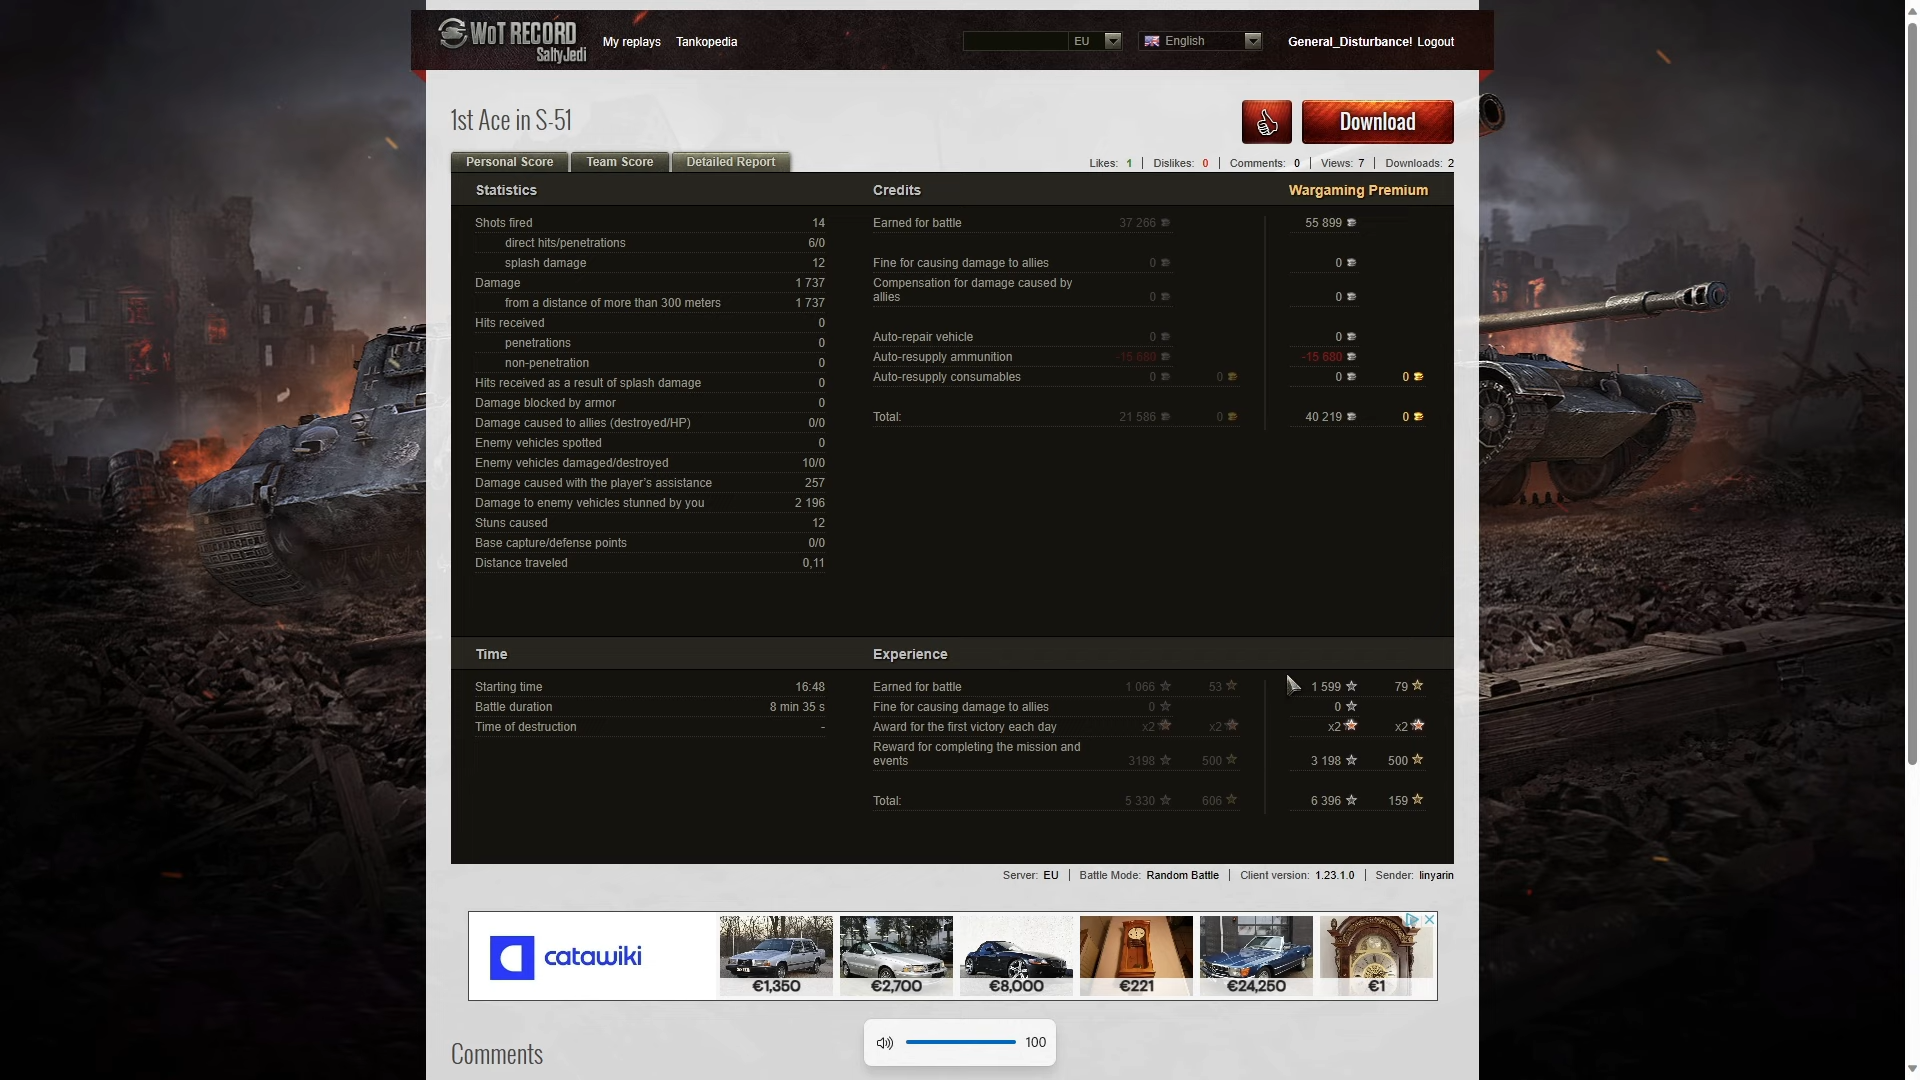 WoT RECORD
SaltyJedi
My replays Tankopedia EU English General_Disturbance! Logout
1st Ace in S-51
Download
Personal Score Team Score Detailed Report
Likes: 1 | Dislikes: 0 | Comments: 0 | Views: 7 | Downloads: 2
Statistics Credits Wargaming Premium
Shots fired 14 Earned for battle 37 266 55 899
direct hits/penetrations 6/0
splash damage 12 Fine for causing damage to allies 0 0
Damage 1 737 Compensation for damage caused by
allies 0 0
from a distance of more than 300 meters 1 737
Hits received 0
penetrations 0 Auto-repair vehicle 0 0
non-penetration 0 Auto-resupply ammunition -15 680 -15 680
Hits received as a result of splash damage 0 Auto-resupply consumables 0 0 0 0
Damage blocked by armor 0
Damage caused to allies (destroyed/HP) 0/0 Total: 21 586 0 40 219 0
Enemy vehicles spotted 0
Enemy vehicles damaged/destroyed 10/0
Damage caused with the player's assistance 257
Damage to enemy vehicles stunned by you 2 196
Stuns caused 12
Base capture/defense points 0/0
Distance traveled 0,11
Time Experience
Starting time 16:48 Earned for battle 1 066 53 1 599 79
Battle duration 8 min 35 s Fine for causing damage to allies 0 0
Time of destruction - Award for the first victory each day x2 x2 x2 x2
Reward for completing the mission and
events 3198 500 3 198 500
Total: 5 330 606 6 396 159
Server: EU | Battle Mode: Random Battle | Client version: 1.23.1.0 | Sender: linyarin
catawiki
€1,350 €2,700 €8,000 €221 €24,250 €1
Comments
100